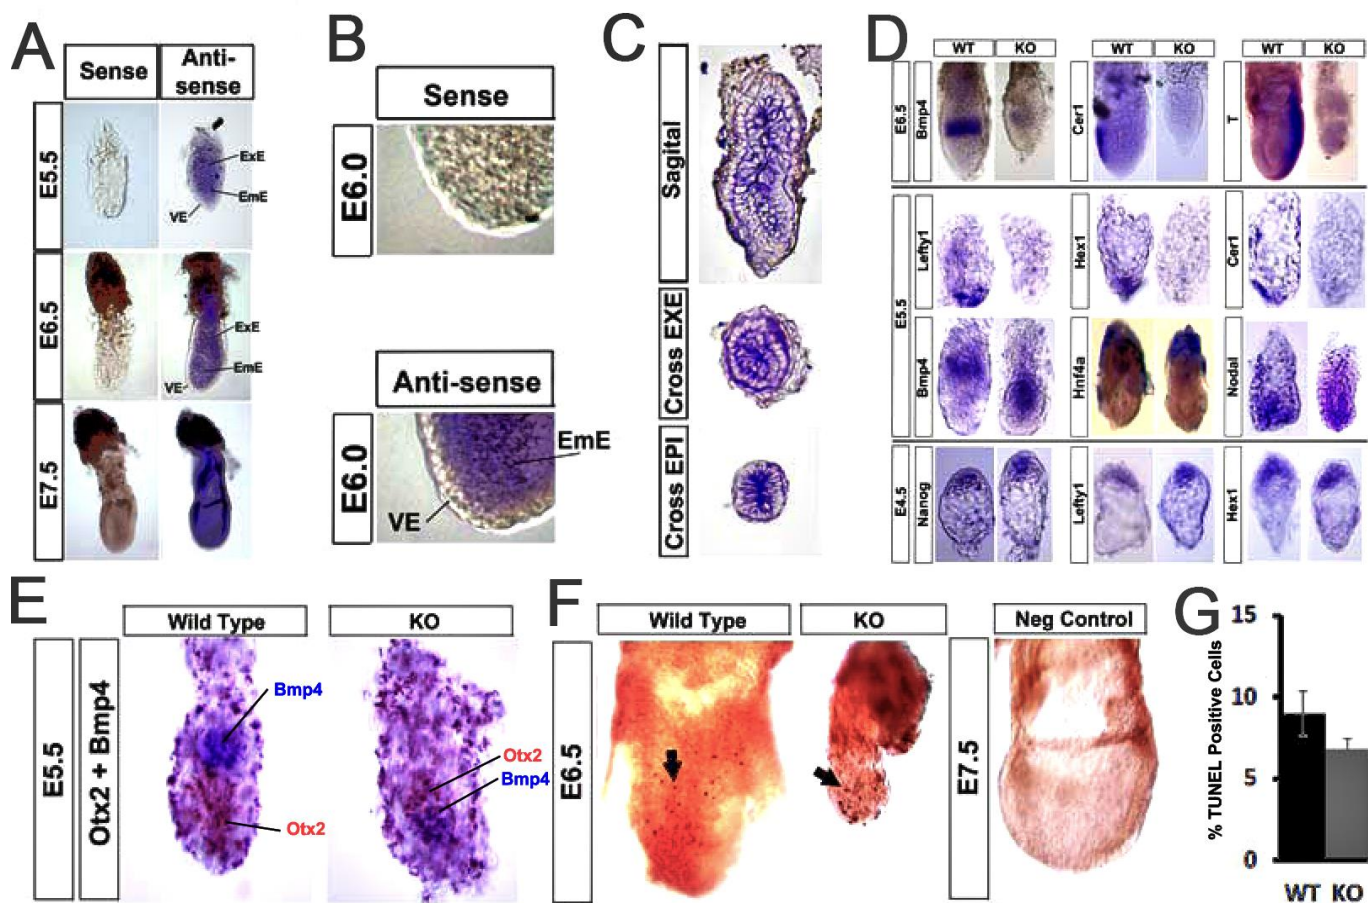 A
Sense
Anti-
sense
E5.5
ExE
EmE
VE
E6.5
ExE
EmE
VE
E7.5
B
Sense
E6.0
Anti-sense
E6.0
EmE
VE
C
Sagital
Cross EXE
Cross EPI
D
WT KO WT KO WT KO
E6.5
Bmp4
Cer1
T
E5.5
Lefty1
Hex1
Cer1
Bmp4
Hnf4a
Nodal
E4.5
Nanog
Lefty1
Hex1
E
Wild Type
KO
E5.5
Otx2 + Bmp4
Bmp4
Otx2
Otx2
Bmp4
F
Wild Type
KO
E6.5
Neg Control
E7.5
G
% TUNEL Positive Cells
15
10
5
0
WT KO